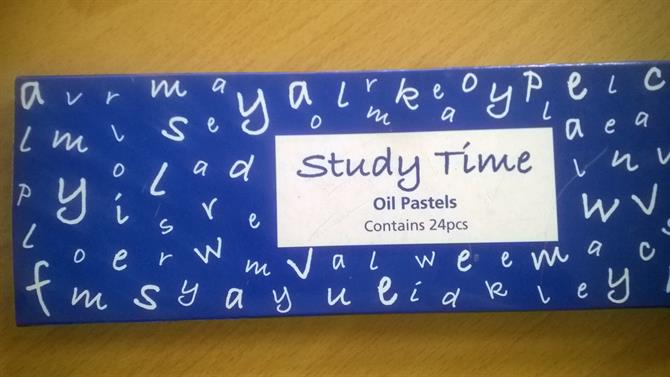 a v r m a y a l r k e o y p e l c
l m l s e o m a l a e a
p y o l a d l n v
l i s r e w v
l o e r w m v a l w e e m a c s
f m s y a y u e i d k l e y
Study Time
Oil Pastels
Contains 24pcs